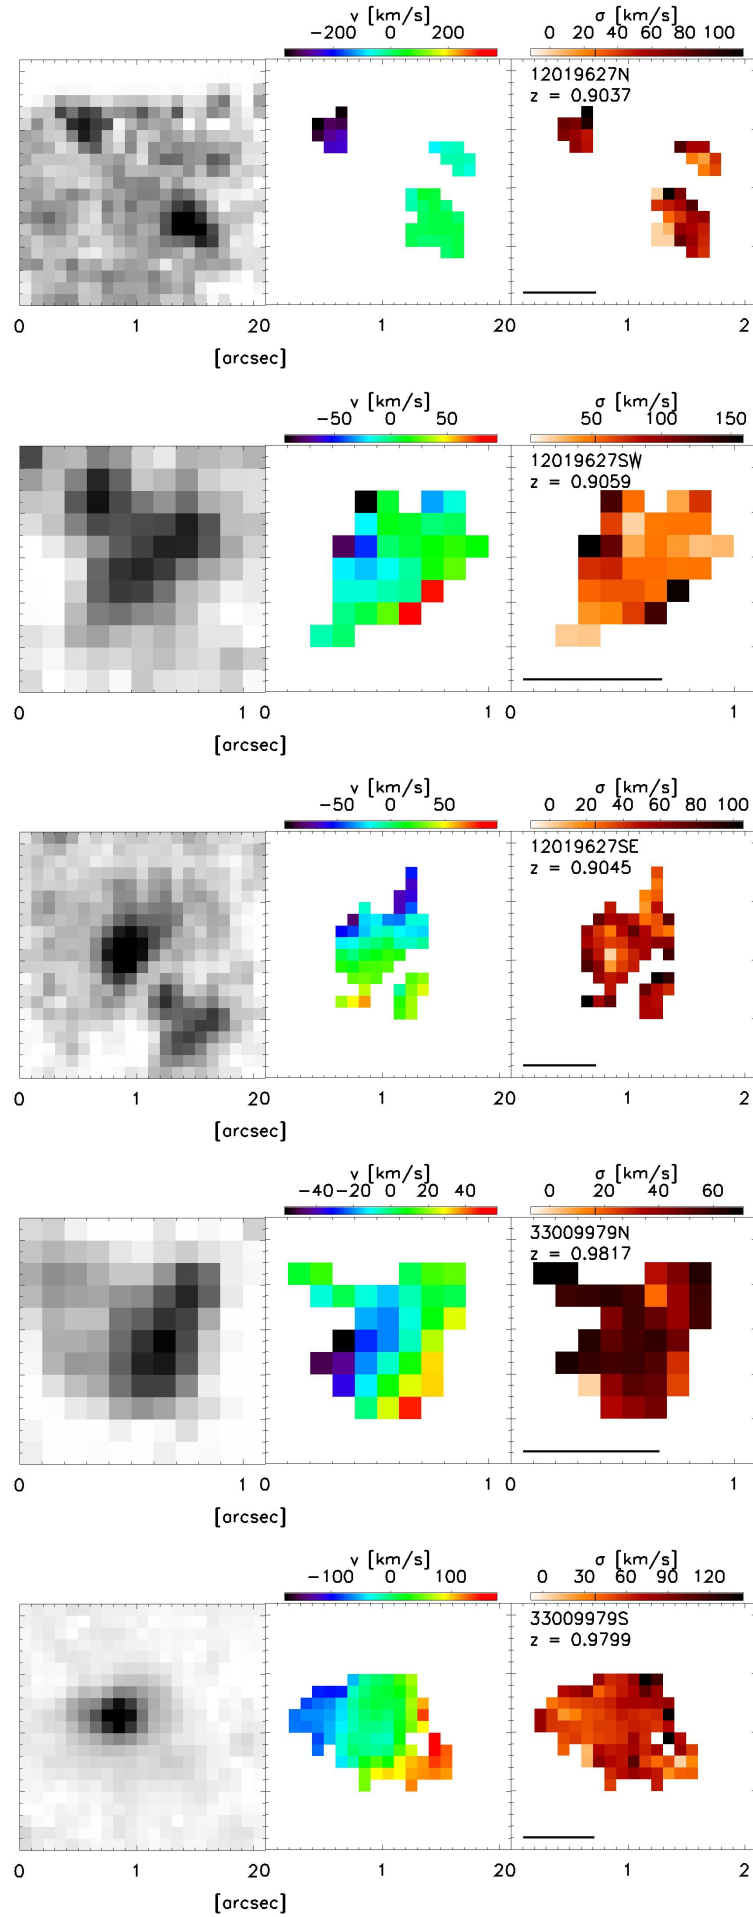 v [km/s] σ [km/s]
−200 0 200 0 20 40 60 80 100
12019627N
z = 0.9037
0 1 20 1 20 1 2
[arcsec]
v [km/s] σ [km/s]
−50 0 50 50 100 150
12019627SW
z = 0.9059
0 1 0 1 0 1
[arcsec]
v [km/s] σ [km/s]
−50 0 50 0 20 40 60 80 100
12019627SE
z = 0.9045
0 1 20 1 20 1 2
[arcsec]
v [km/s] σ [km/s]
−40 −20 0 20 40 0 20 40 60
33009979N
z = 0.9817
0 1 0 1 0 1
[arcsec]
v [km/s] σ [km/s]
−100 0 100 0 30 60 90 120
33009979S
z = 0.9799
0 1 20 1 20 1 2
[arcsec]